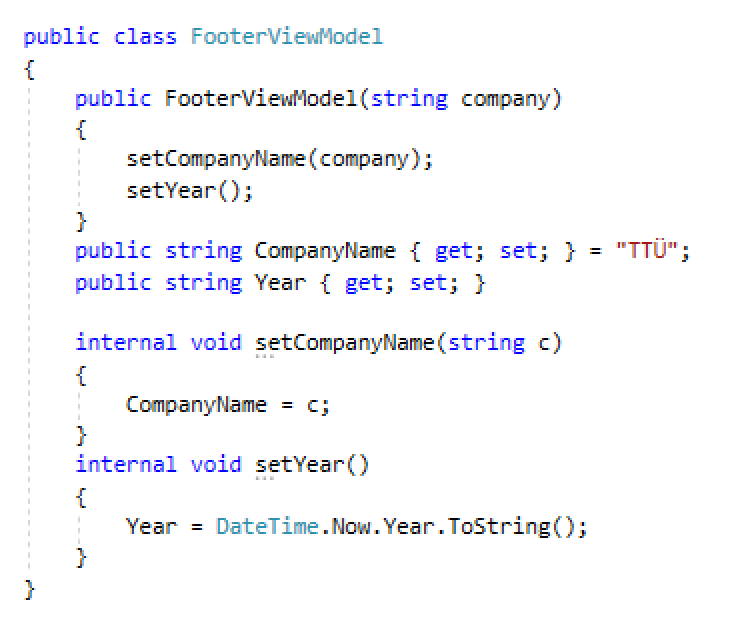 public class FooterViewModel
{
    public FooterViewModel(string company)
    {
        setCompanyName(company);
        setYear();
    }
    public string CompanyName { get; set; } = "TTÜ";
    public string Year { get; set; }

    internal void setCompanyName(string c)
    {
        CompanyName = c;
    }
    internal void setYear()
    {
        Year = DateTime.Now.Year.ToString();
    }
}